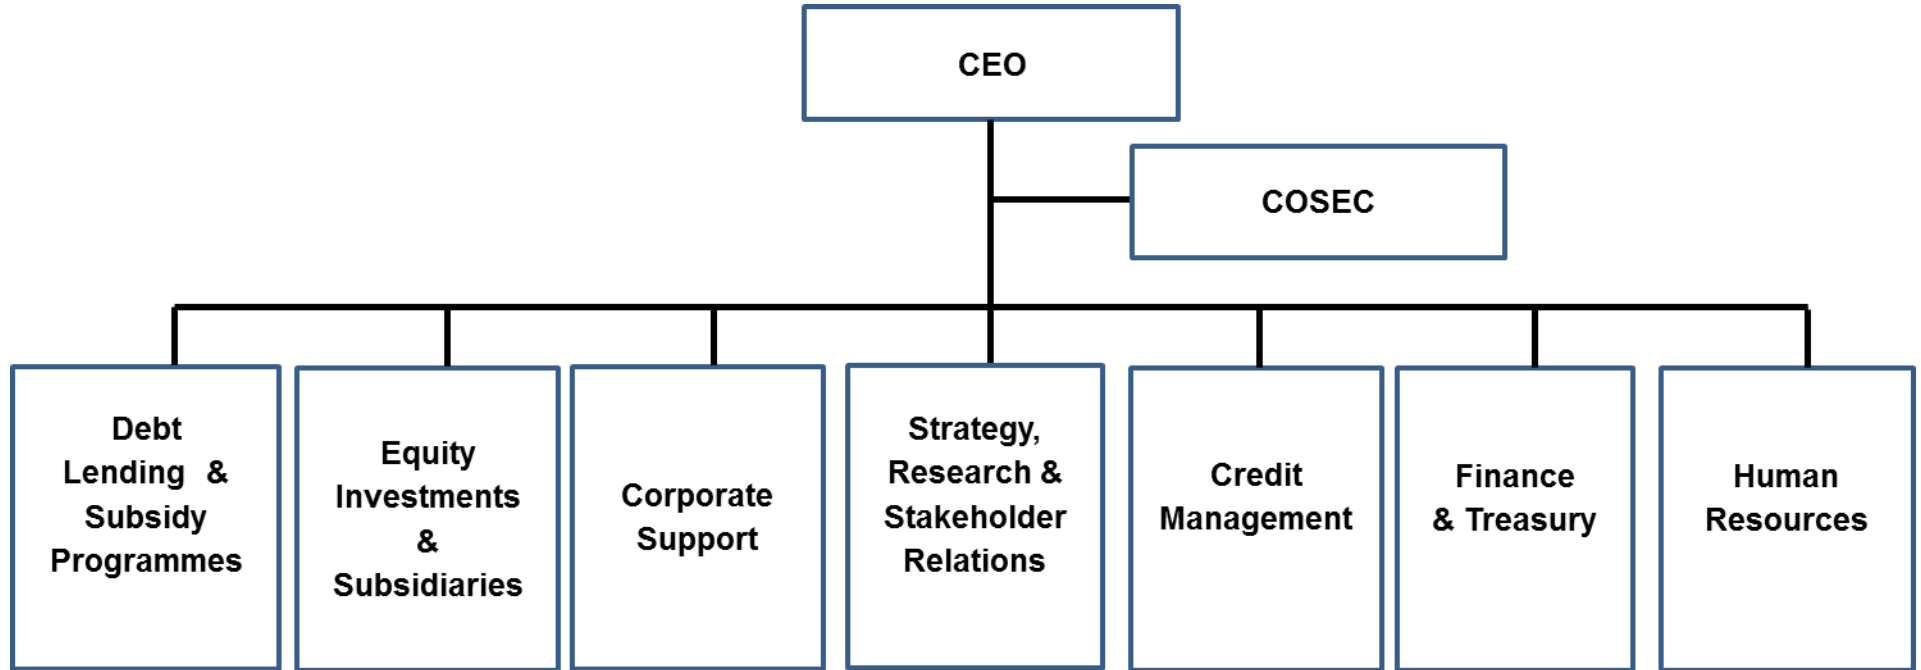 CEO
COSEC
Debt
Lending &
Subsidy
Programmes
Equity
Investments
&
Subsidiaries
Corporate
Support
Strategy,
Research &
Stakeholder
Relations
Credit
Management
Finance
& Treasury
Human
Resources